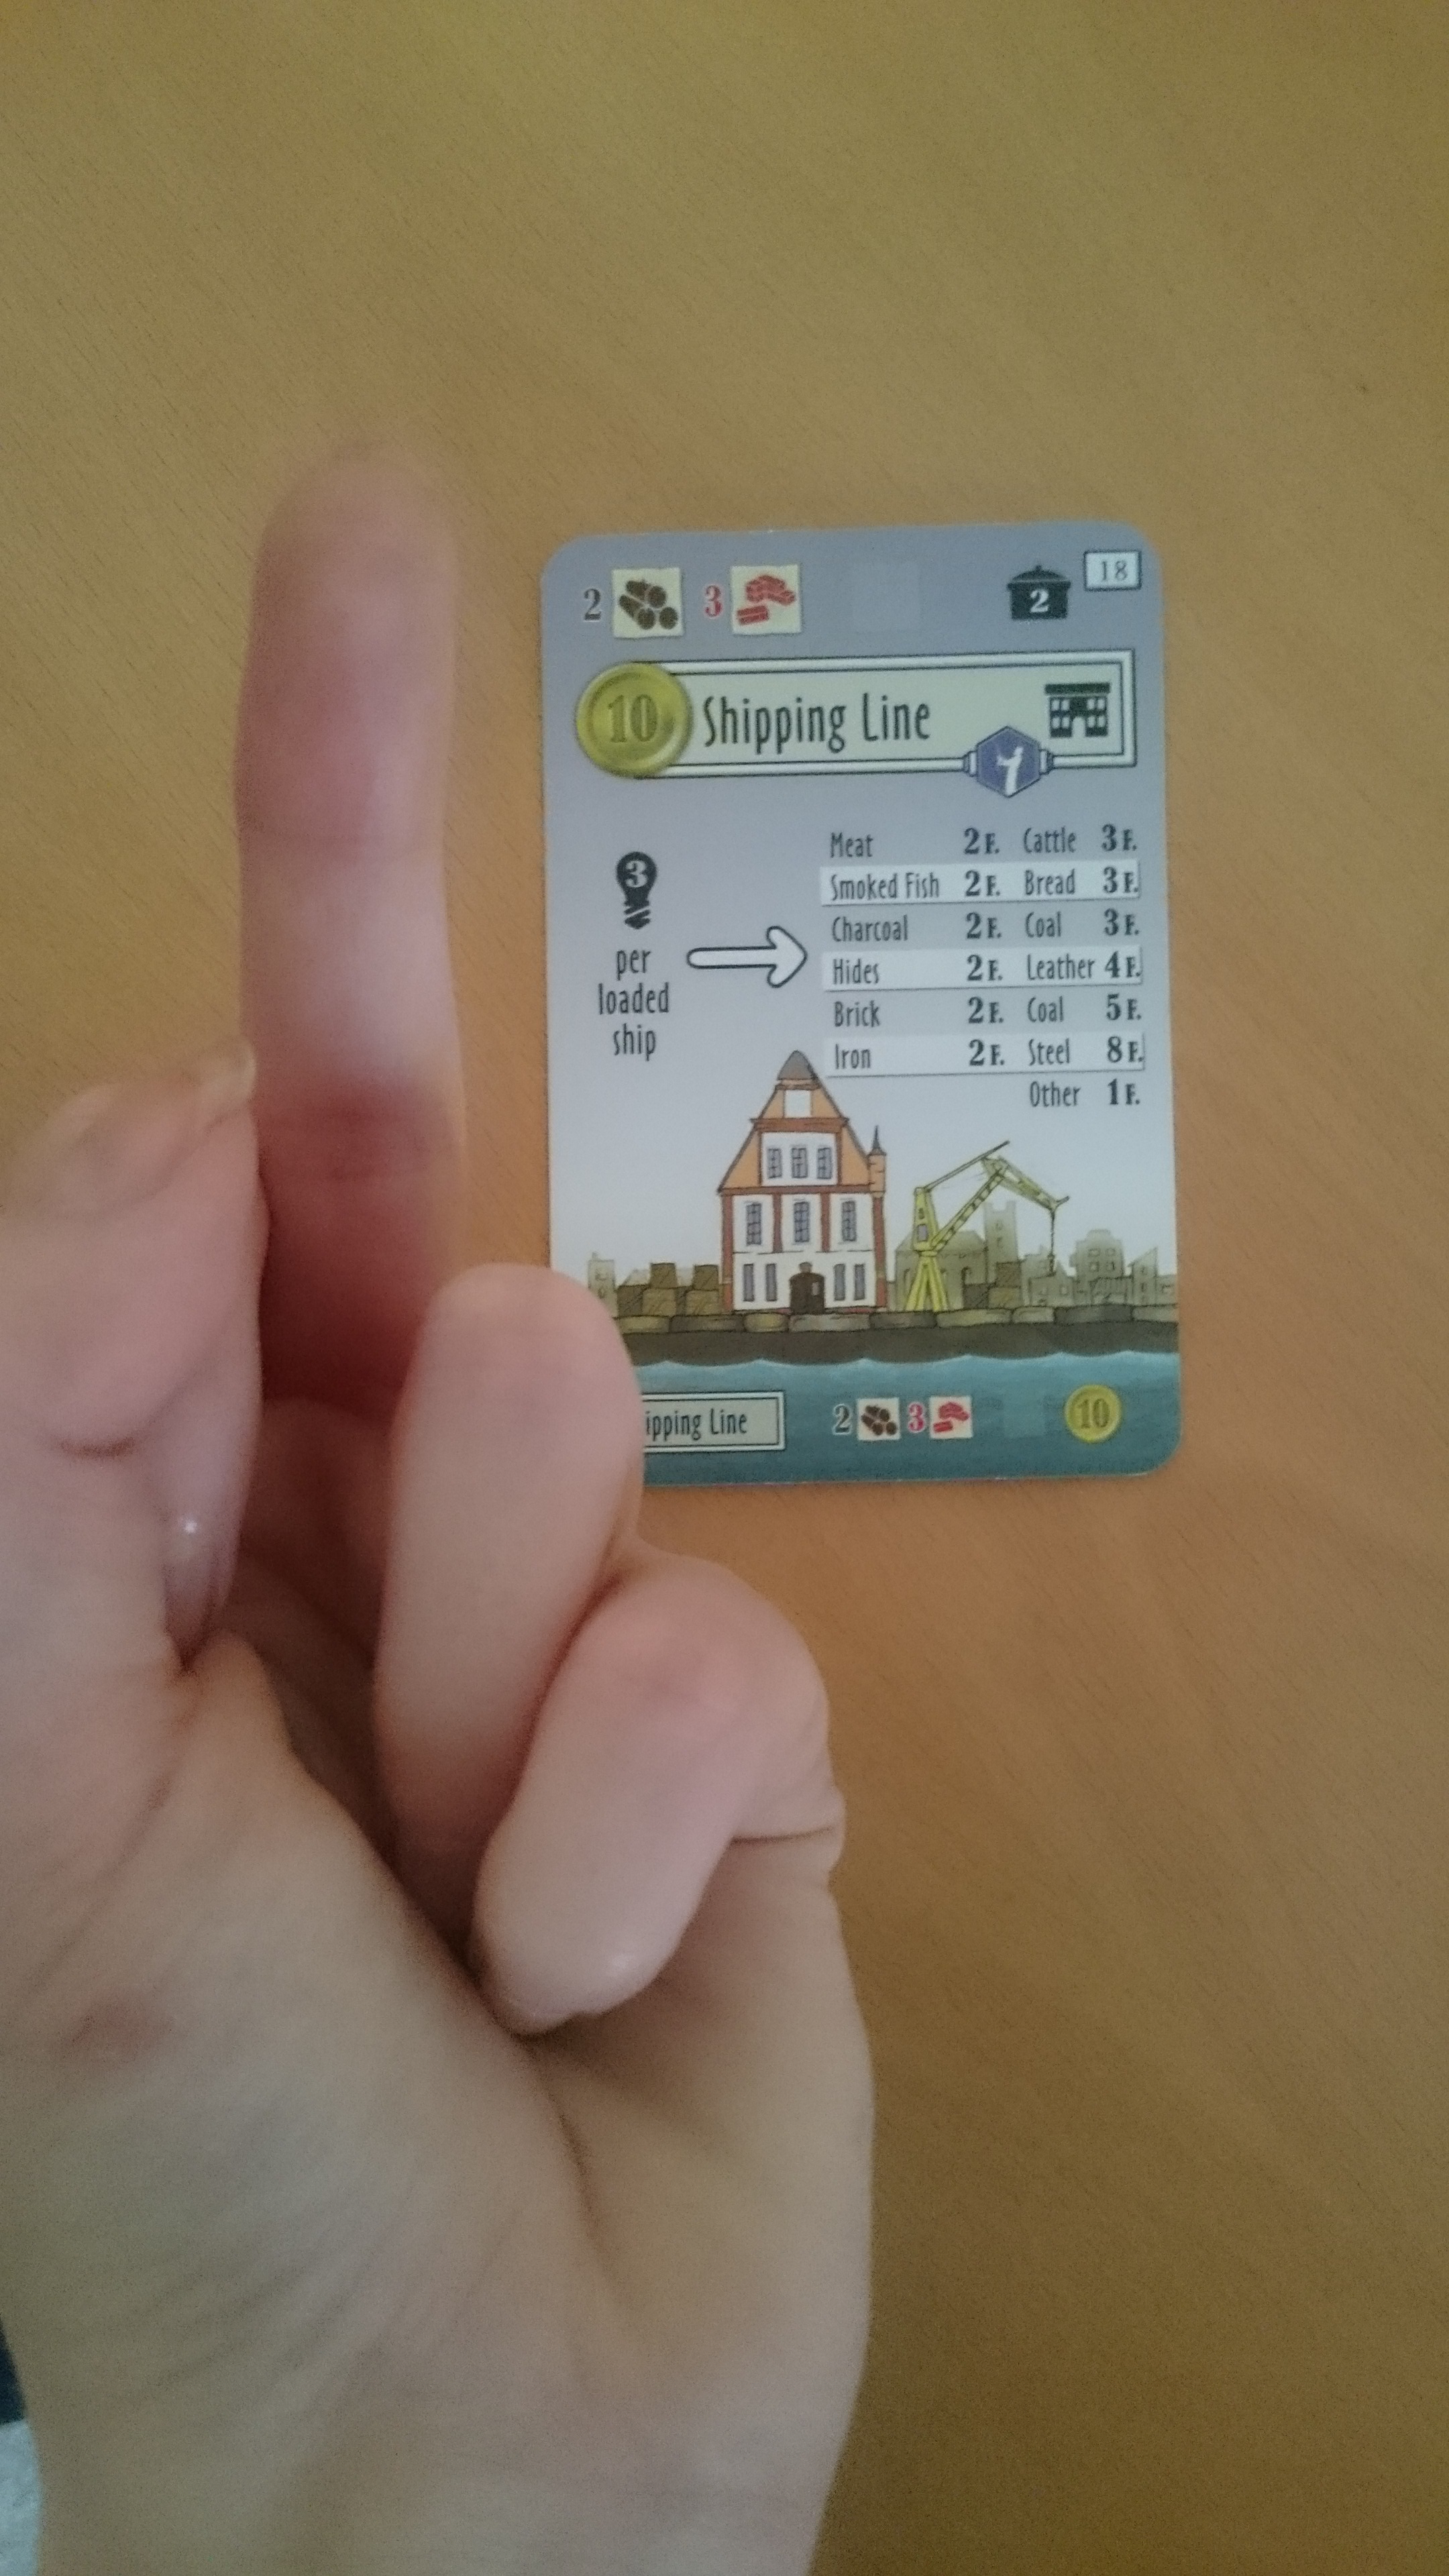 2 3 2 18
10 Shipping Line
3
per
loaded
ship
Meat 2 F. Cattle 3 F.
Smoked Fish 2 F. Bread 3 F.
Charcoal 2 F. Coal 3 F.
Hides 2 F. Leather 4 F.
Brick 2 F. Coal 5 F.
Iron 2 F. Steel 8 F.
Other 1 F.
ipping Line 2 3 10